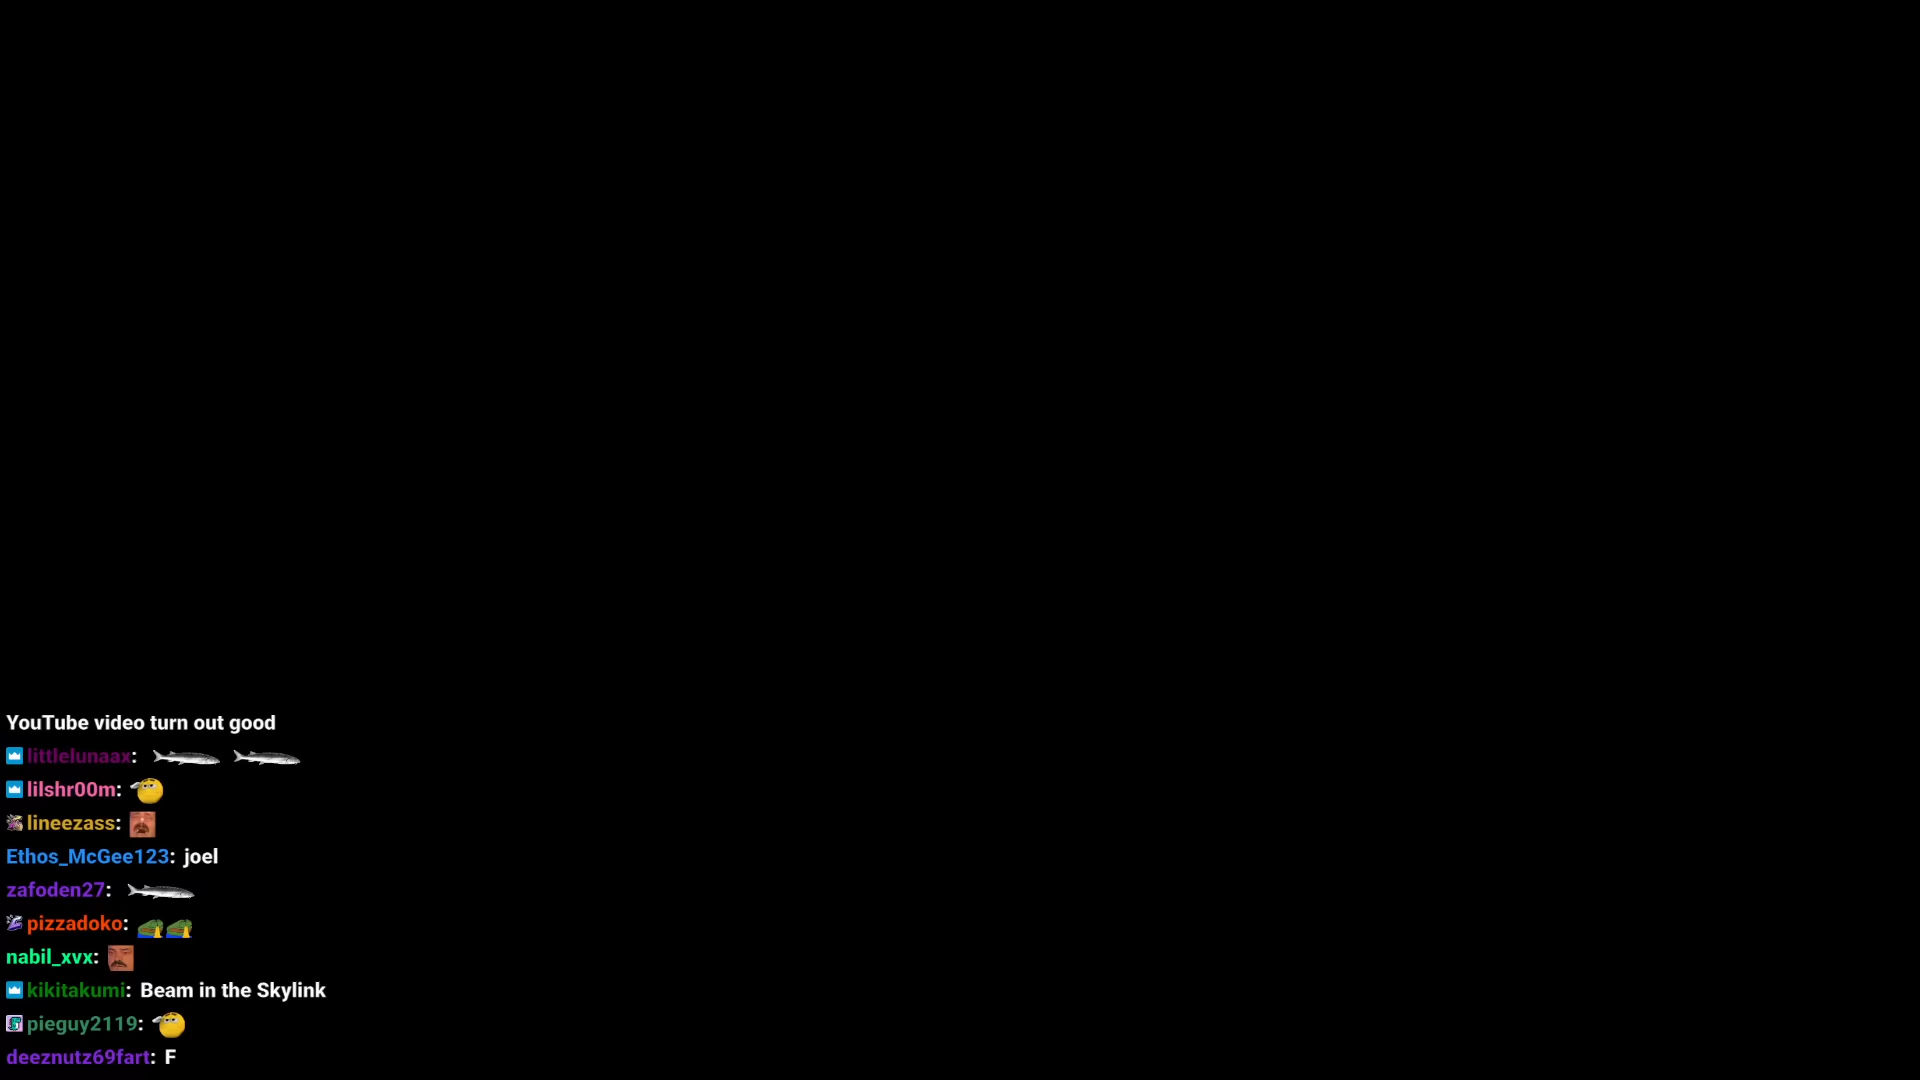 YouTube video turn out good
littlelunaax:
lilshr00m:
lineezass:
Ethos_McGee123: joel
zafoden27:
pizzadoko:
nabil_xvx:
kikitakumi: Beam in the Skylink
pieguy2119:
deeznutz69fart: F